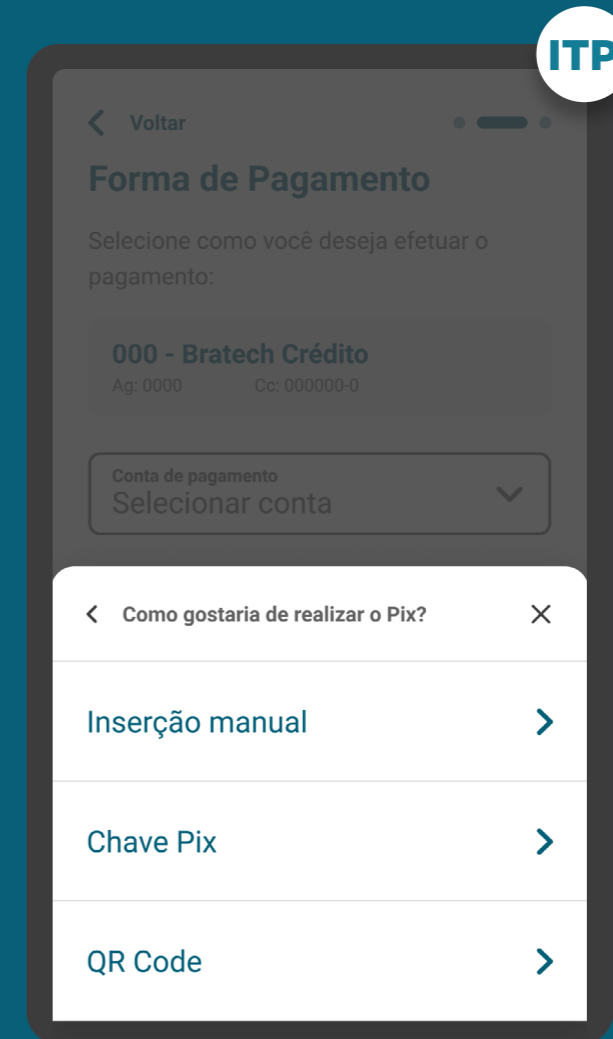 ITP
Voltar
Forma de Pagamento
Selecione como você deseja efetuar o
pagamento:
000 - Bratech Crédito
Ag: 0000 Cc: 000000-0
Conta de pagamento
Selecionar conta
Como gostaria de realizar o Pix?
Inserção manual
Chave Pix
QR Code